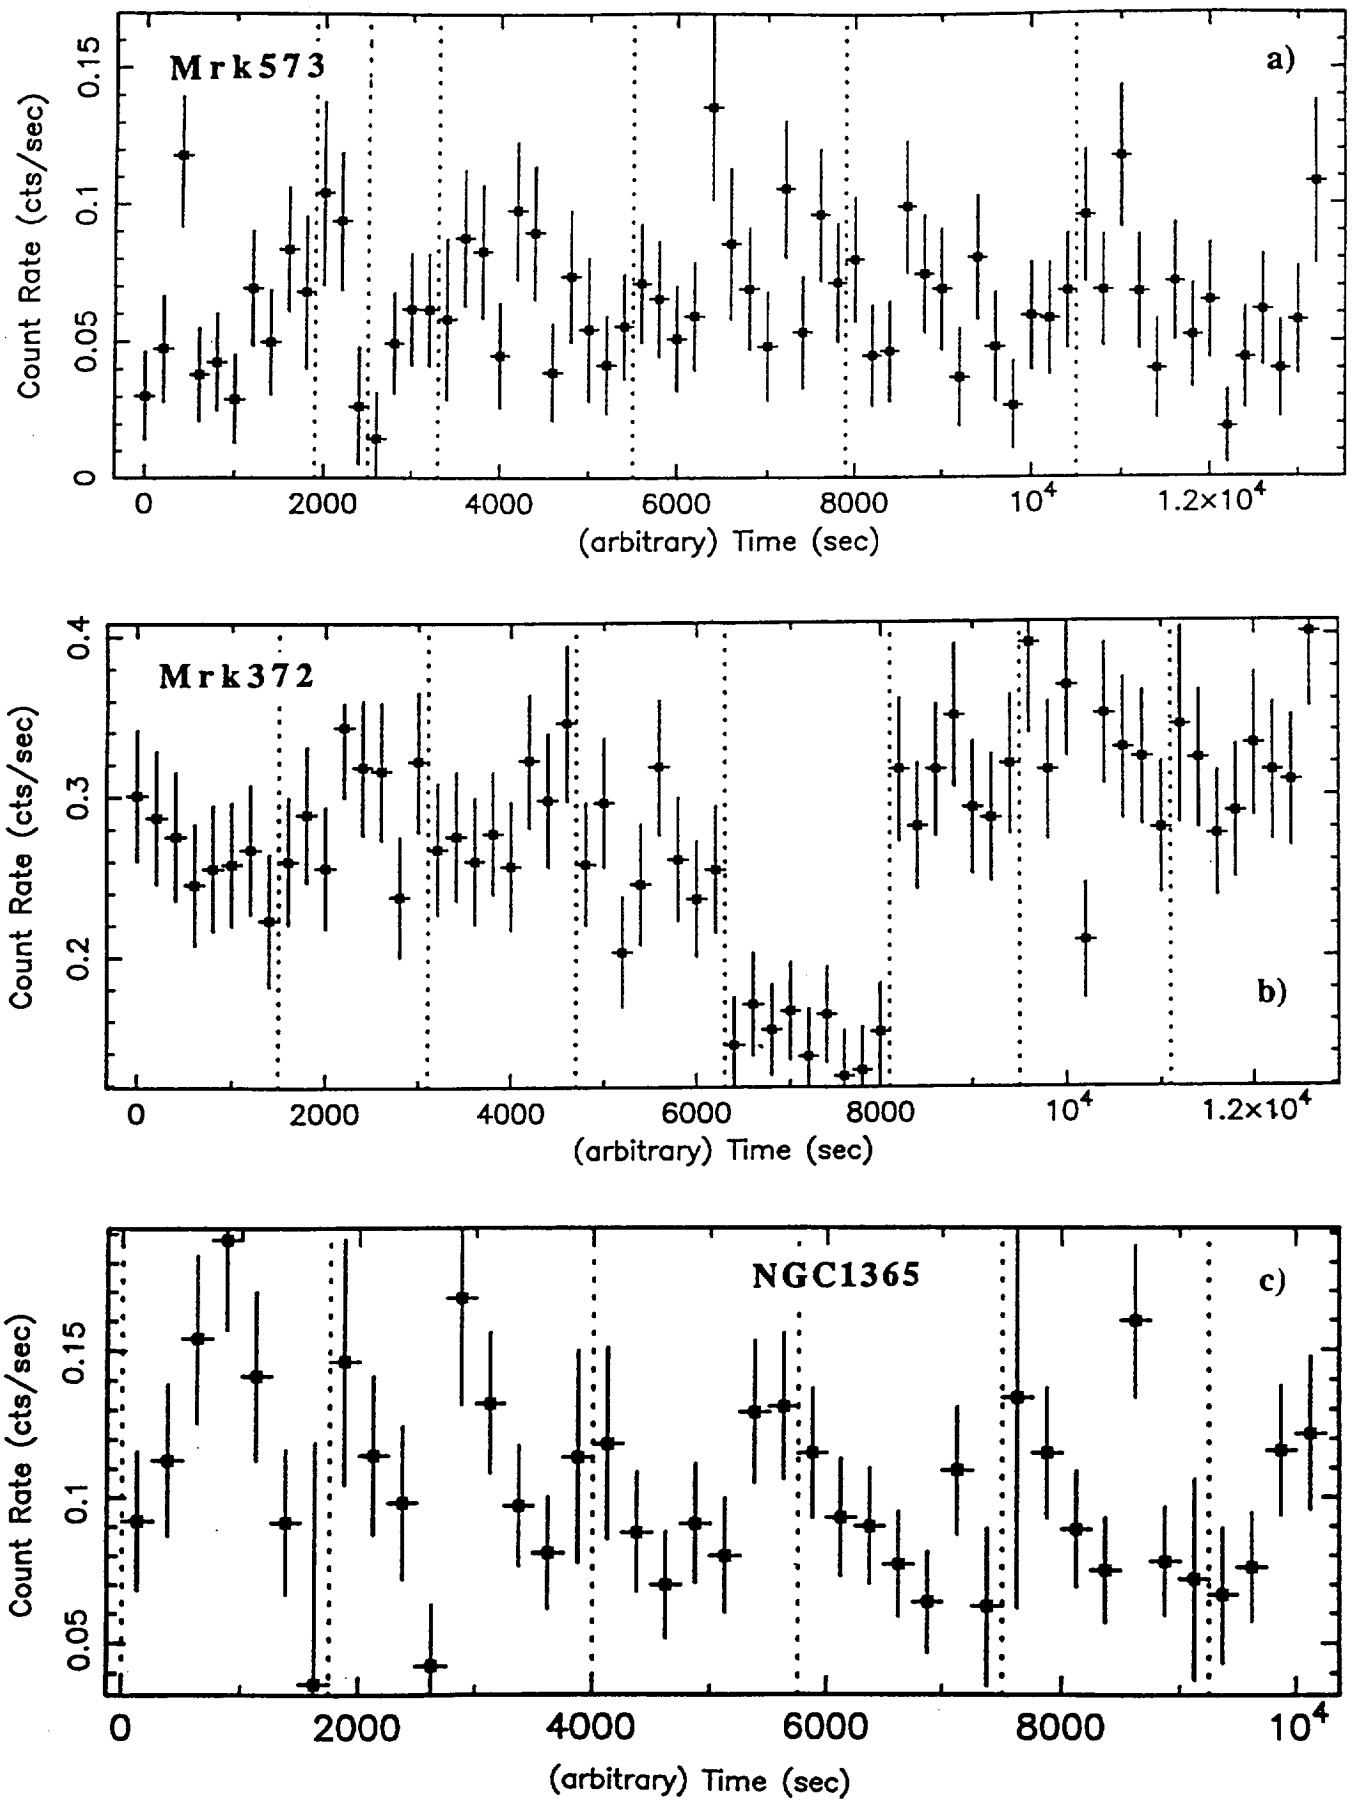 Mrk573
a)
Count Rate (cts/sec)
0.15
0.1
0.05
0
0 2000 4000 6000 8000 10⁴ 1.2×10⁴
(arbitrary) Time (sec)
Mrk372
b)
Count Rate (cts/sec)
0.4
0.3
0.2
0 2000 4000 6000 8000 10⁴ 1.2×10⁴
(arbitrary) Time (sec)
NGC1365
c)
Count Rate (cts/sec)
0.15
0.1
0.05
0 2000 4000 6000 8000 10⁴
(arbitrary) Time (sec)